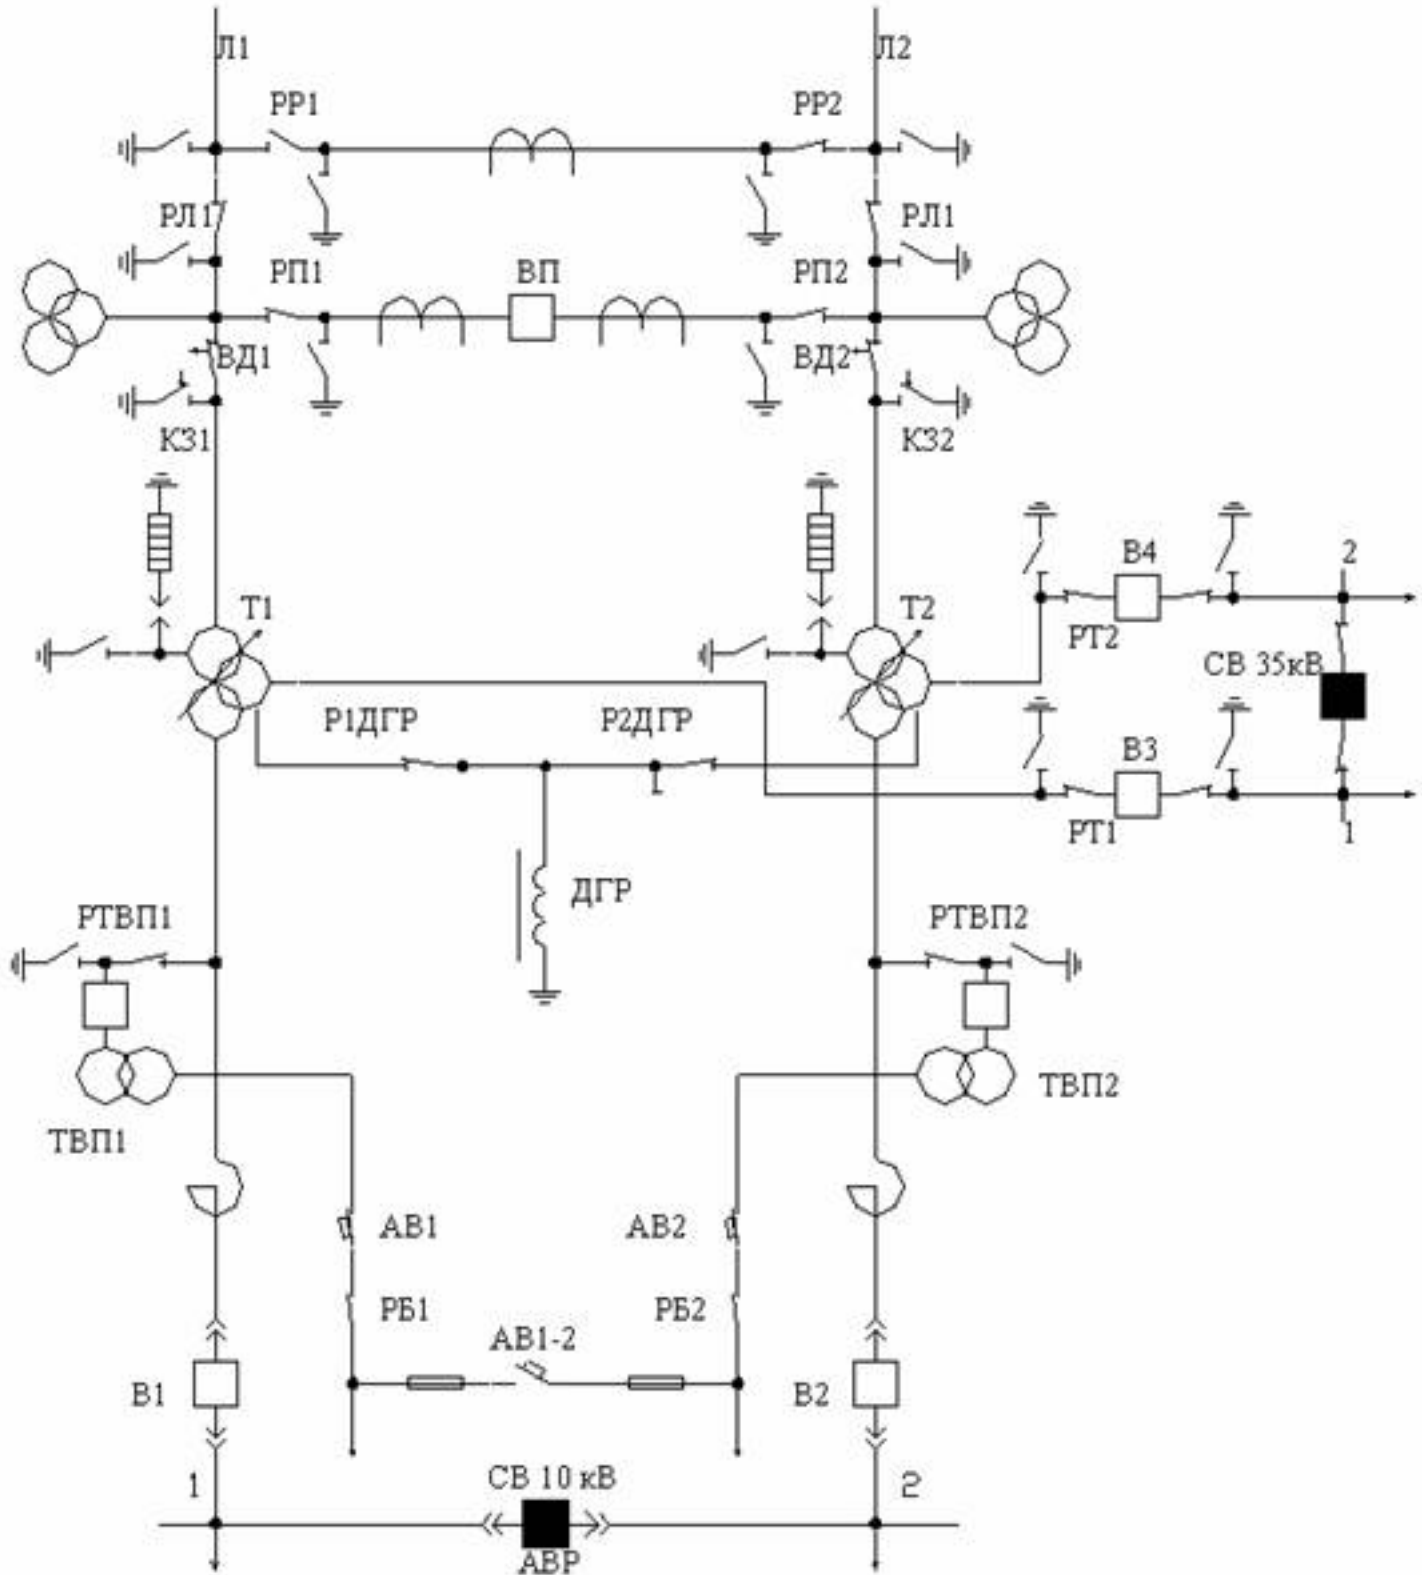 Л1
Л2
РР1
РР2
РЛ1
РЛ1
РП1
ВП
РП2
ВД1
ВД2
КЗ1
КЗ2
В4
2
Т1
Т2
РТ2
СВ 35кВ
Р1ДГР
Р2ДГР
В3
РТ1
1
ДГР
РТВП1
РТВП2
ТВП2
ТВП1
АВ1
АВ2
РБ1
РБ2
АВ1-2
В1
В2
СВ 10 кВ
1
2
АВР